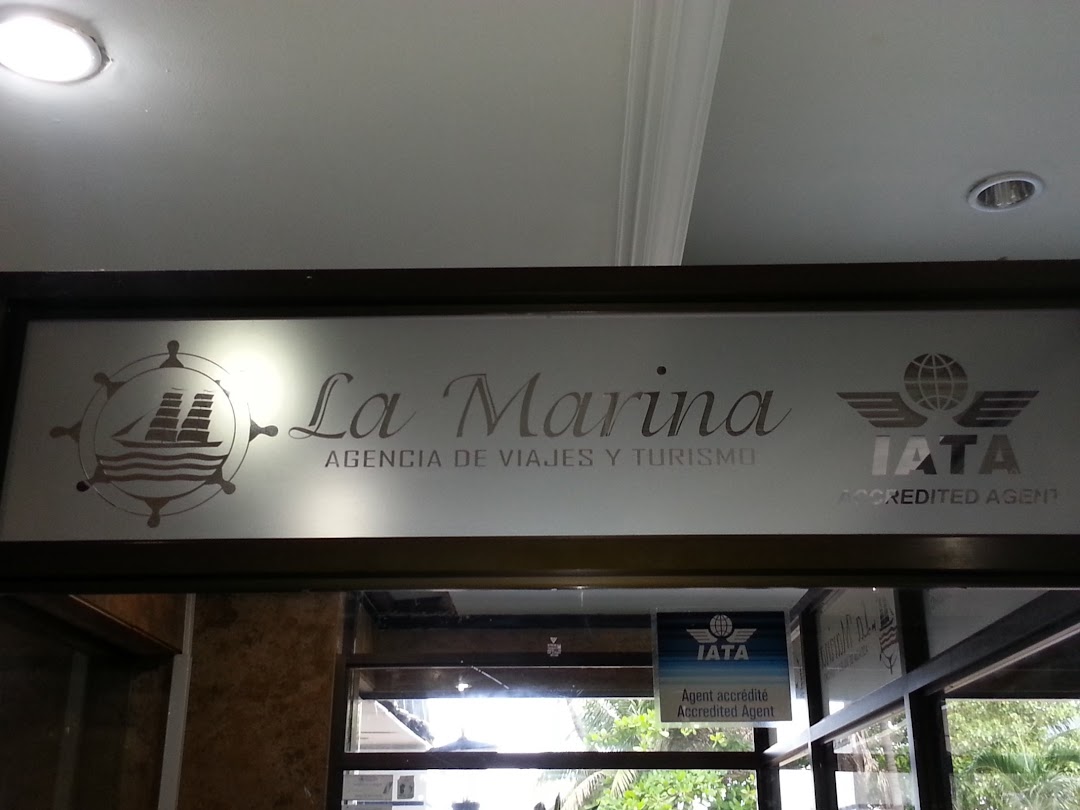 La Marina
AGENCIA DE VIAJES Y TURISMO
IATA
ACCREDITED AGENT
IATA
Agent accrédité
Accredited Agent